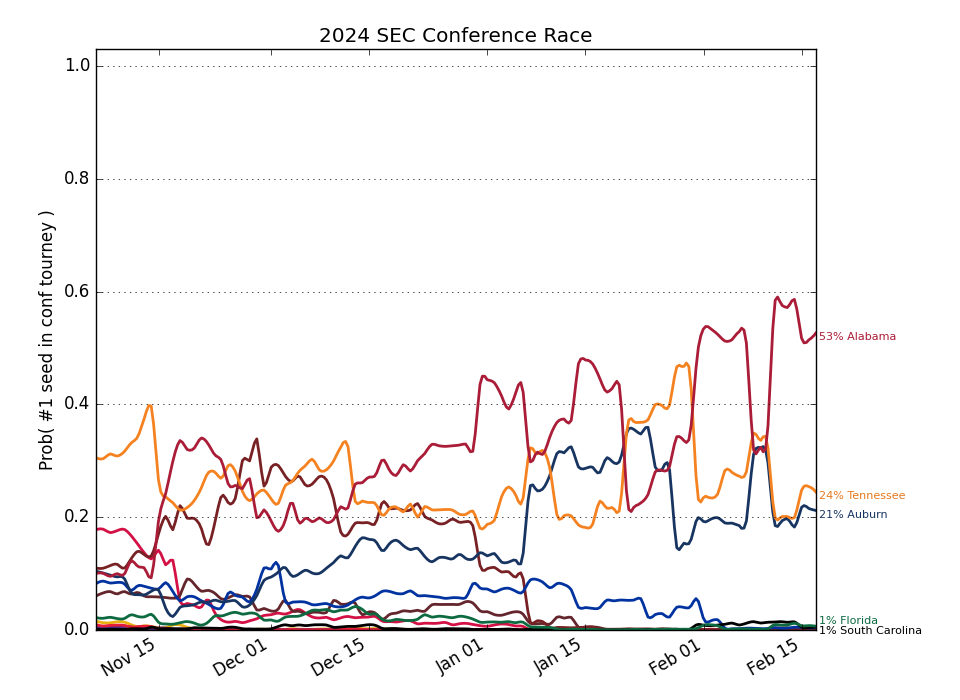 2024 SEC Conference Race
Prob( #1 seed in conf tourney )
1.0
0.8
0.6
0.4
0.2
0.0
53% Alabama
24% Tennessee
21% Auburn
1% Florida
1% South Carolina
Nov 15
Dec 01
Dec 15
Jan 01
Jan 15
Feb 01
Feb 15